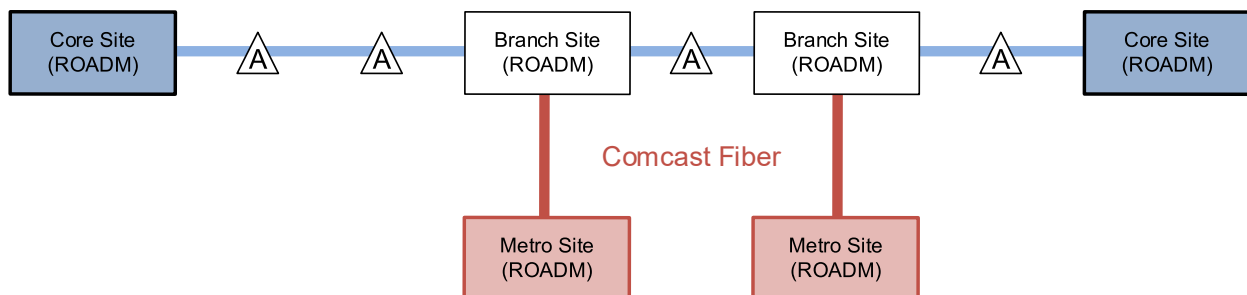 Core Site
(ROADM)
A
A
Branch Site
(ROADM)
A
Branch Site
(ROADM)
A
Core Site
(ROADM)
Comcast Fiber
Metro Site
(ROADM)
Metro Site
(ROADM)